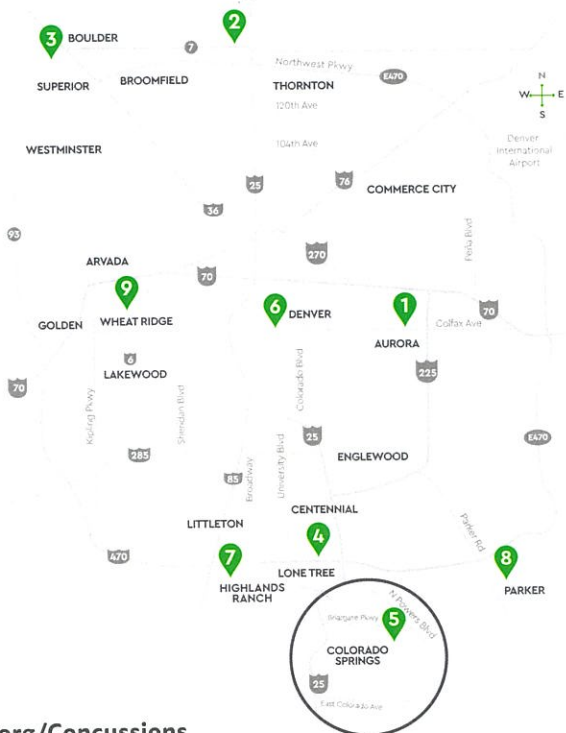 2
3 BOULDER
7
Northwest Pkwy
E470
SUPERIOR
BROOMFIELD
THORNTON
120th Ave
N
W E
S
WESTMINSTER
104th Ave
Denver
International
Airport
25
76
COMMERCE CITY
36
93
Peña Blvd
270
ARVADA
70
9
6 DENVER
1
70
GOLDEN
WHEAT RIDGE
Colfax Ave
AURORA
6
LAKEWOOD
225
70
Kipling Pkwy
Sheridan Blvd
Colorado Blvd
25
E470
285
ENGLEWOOD
85
Broadway
University Blvd
CENTENNIAL
LITTLETON
4
Parker Rd
470
7
8
LONE TREE
HIGHLANDS
RANCH
PARKER
N Powers Blvd
Briargate Pkwy
5
COLORADO
SPRINGS
25
East Colorado Ave
org/Concussions